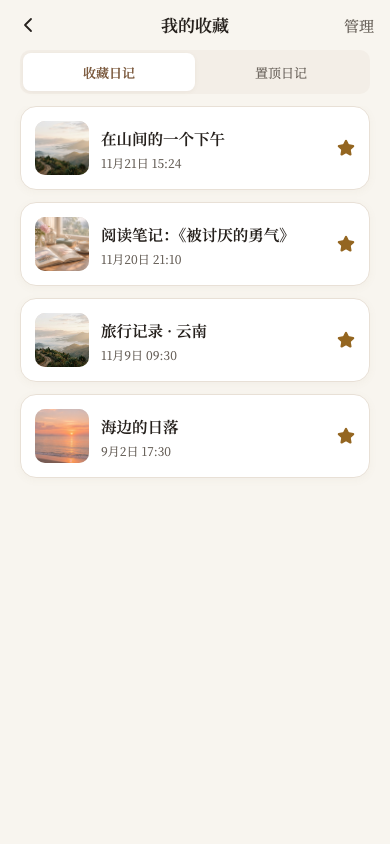 我的收藏
管理
收藏日记
置顶日记
在山间的一个下午
11月21日 15:24
阅读笔记：《被讨厌的勇气》
11月20日 21:10
旅行记录 · 云南
11月9日 09:30
海边的日落
9月2日 17:30